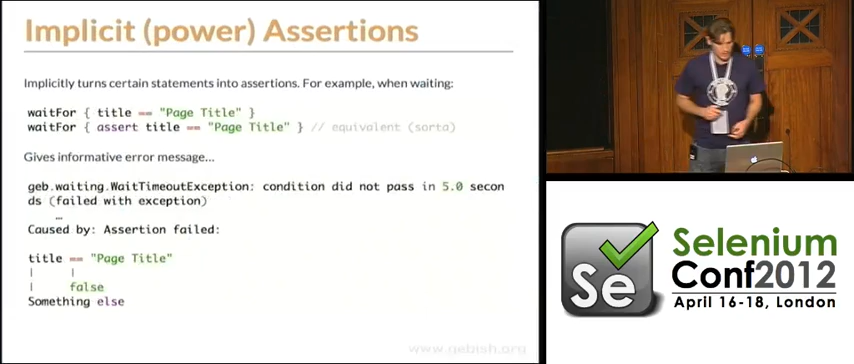 Implicit (power) Assertions
Implicitly turns certain statements into assertions. For example, when waiting:
waitFor { title == "Page Title" }
waitFor { assert title == "Page Title" } // equivalent (sorta)
Gives informative error message…
geb.waiting.WaitTimeoutException: condition did not pass in 5.0 secon
ds (failed with exception)
…
Caused by: Assertion failed:
title == "Page Title"
| |
| false
Something else
www.gebish.org
Se
Selenium
Conf2012
April 16-18, London